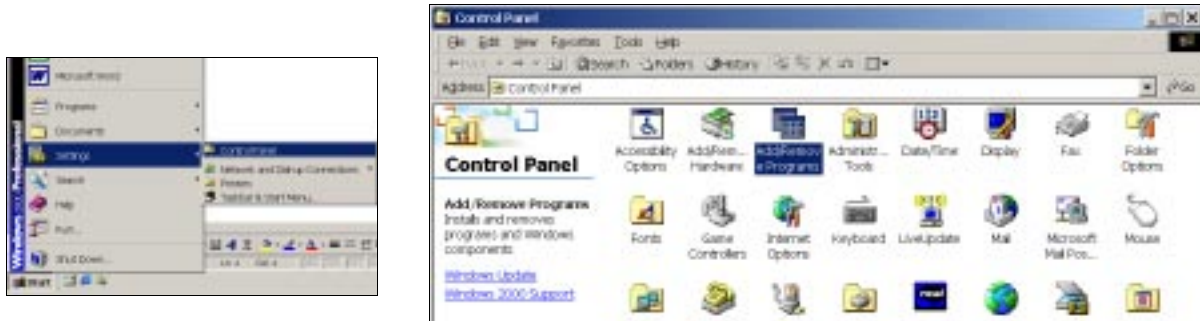 Microsoft Word
Programs
Documents
Settings
Search
Help
Run...
Shut Down...
Start
Windows 2000 Professional
Control Panel
Network and Dial-up Connections
Printers
Taskbar & Start Menu...
Control Panel
File Edit View Favorites Tools Help
Search Folders History
Address Control Panel Go
Control Panel
Add/Remove Programs
Installs and removes
programs and Windows
components
Windows Update
Windows 2000 Support
Accessibility Options
Add/Rem... Hardware
Add/Remov e Programs
Administr... Tools
Date/Time
Display
Fax
Folder Options
Fonts
Game Controllers
Internet Options
Keyboard
LiveUpdate
Mail
Microsoft Mail Pos...
Mouse
real